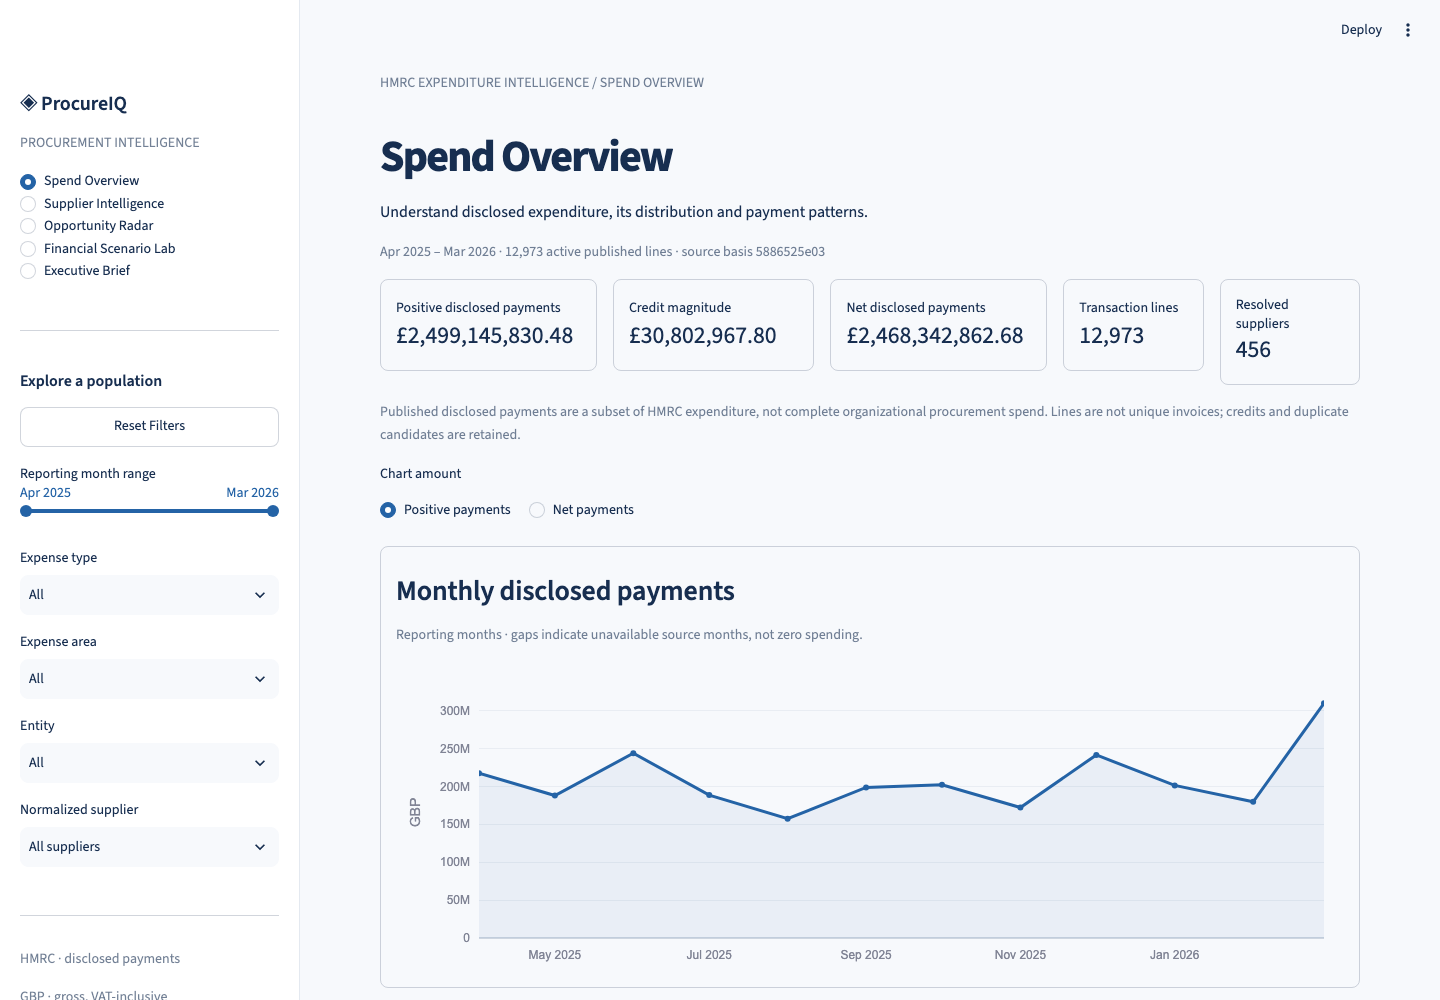 Deploy
ProcureIQ
PROCUREMENT INTELLIGENCE
Spend Overview
Supplier Intelligence
Opportunity Radar
Financial Scenario Lab
Executive Brief
Explore a population
Reset Filters
Reporting month range
Apr 2025 Mar 2026
Expense type
All
Expense area
All
Entity
All
Normalized supplier
All suppliers
HMRC · disclosed payments
GBP · gross, VAT-inclusive
HMRC EXPENDITURE INTELLIGENCE / SPEND OVERVIEW
Spend Overview
Understand disclosed expenditure, its distribution and payment patterns.
Apr 2025 – Mar 2026 · 12,973 active published lines · source basis 5886525e03
Positive disclosed payments
£2,499,145,830.48
Credit magnitude
£30,802,967.80
Net disclosed payments
£2,468,342,862.68
Transaction lines
12,973
Resolved
suppliers
456
Published disclosed payments are a subset of HMRC expenditure, not complete organizational procurement spend. Lines are not unique invoices; credits and duplicate
candidates are retained.
Chart amount
Positive payments Net payments
Monthly disclosed payments
Reporting months · gaps indicate unavailable source months, not zero spending.
GBP
300M
250M
200M
150M
100M
50M
0
May 2025 Jul 2025 Sep 2025 Nov 2025 Jan 2026